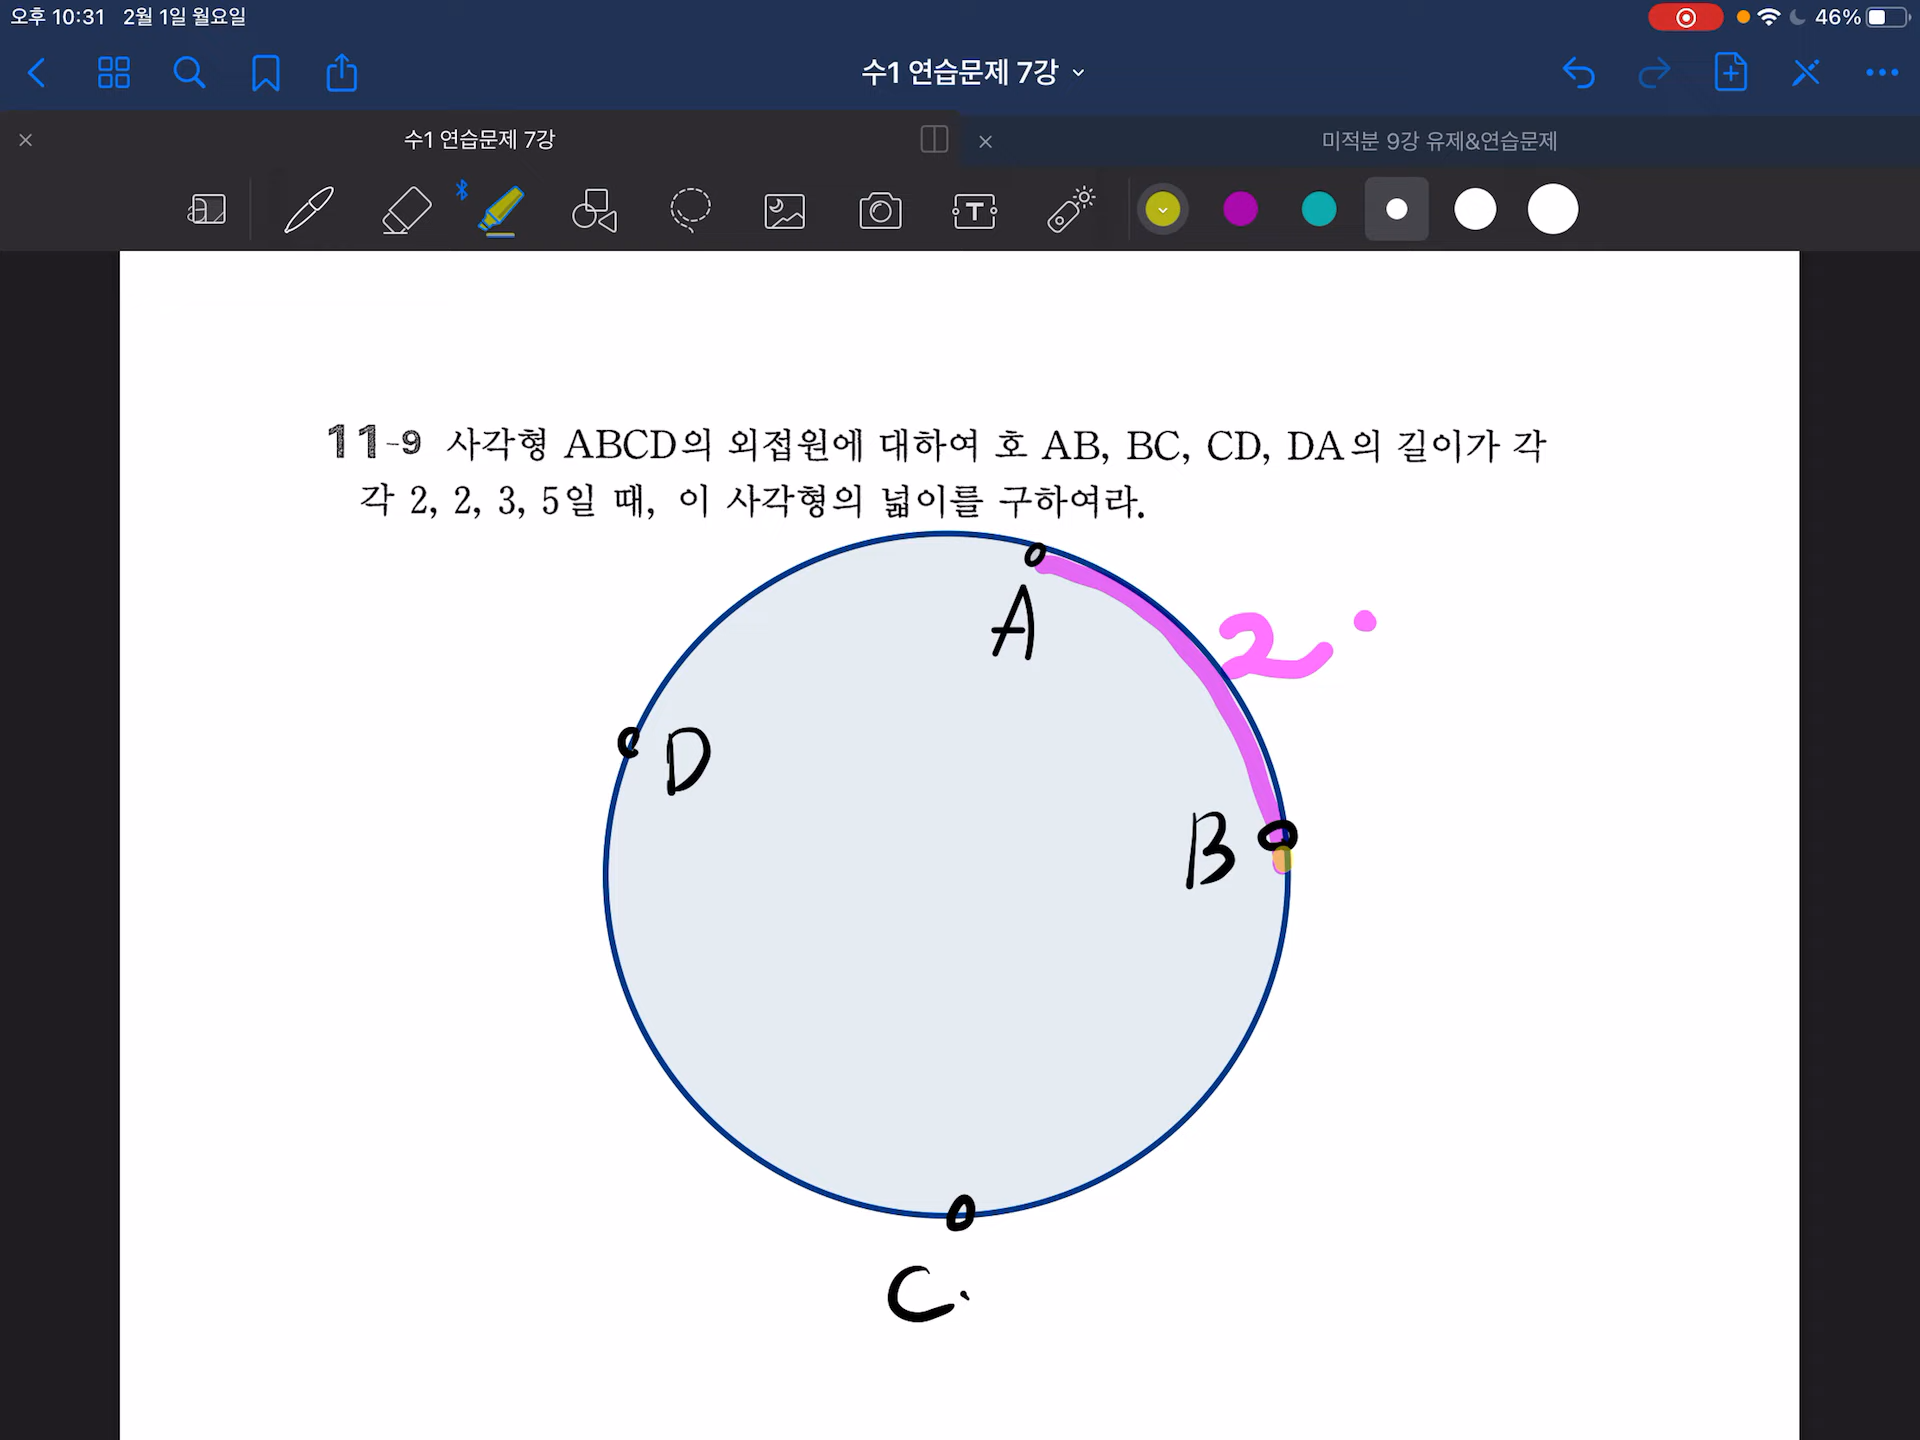 오후 10:31 2월 1일 월요일
46%
수1 연습문제 7강
수1 연습문제 7강
미적분 9강 유제&연습문제
11-9 사각형 ABCD의 외접원에 대하여 호 AB, BC, CD, DA의 길이가 각
각 2, 2, 3, 5일 때, 이 사각형의 넓이를 구하여라.
A
2
D
B
C